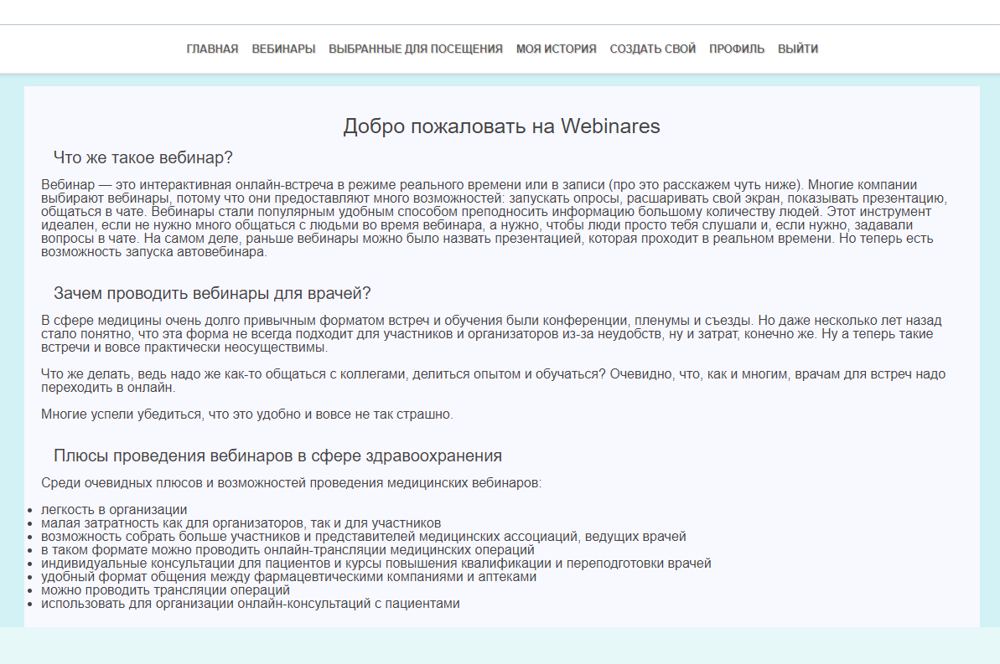 ГЛАВНАЯ ВЕБИНАРЫ ВЫБРАННЫЕ ДЛЯ ПОСЕЩЕНИЯ МОЯ ИСТОРИЯ СОЗДАТЬ СВОЙ ПРОФИЛЬ ВЫЙТИ
Добро пожаловать на Webinares
Что же такое вебинар?
Вебинар — это интерактивная онлайн-встреча в режиме реального времени или в записи (про это расскажем чуть ниже). Многие компании
выбирают вебинары, потому что они предоставляют много возможностей: запускать опросы, расшаривать свой экран, показывать презентацию,
общаться в чате. Вебинары стали популярным удобным способом преподносить информацию большому количеству людей. Этот инструмент
идеален, если не нужно много общаться с людьми во время вебинара, а нужно, чтобы люди просто тебя слушали и, если нужно, задавали
вопросы в чате. На самом деле, раньше вебинары можно было назвать презентацией, которая проходит в реальном времени. Но теперь есть
возможность запуска автовебинара.
Зачем проводить вебинары для врачей?
В сфере медицины очень долго привычным форматом встреч и обучения были конференции, пленумы и съезды. Но даже несколько лет назад
стало понятно, что эта форма не всегда подходит для участников и организаторов из-за неудобств, ну и затрат, конечно же. Ну а теперь такие
встречи и вовсе практически неосуществимы.
Что же делать, ведь надо же как-то общаться с коллегами, делиться опытом и обучаться? Очевидно, что, как и многим, врачам для встреч надо
переходить в онлайн.
Многие успели убедиться, что это удобно и вовсе не так страшно.
Плюсы проведения вебинаров в сфере здравоохранения
Среди очевидных плюсов и возможностей проведения медицинских вебинаров:
• легкость в организации
• малая затратность как для организаторов, так и для участников
• возможность собрать больше участников и представителей медицинских ассоциаций, ведущих врачей
• в таком формате можно проводить онлайн-трансляции медицинских операций
• индивидуальные консультации для пациентов и курсы повышения квалификации и переподготовки врачей
• удобный формат общения между фармацевтическими компаниями и аптеками
• можно проводить трансляции операций
• использовать для организации онлайн-консультаций с пациентами